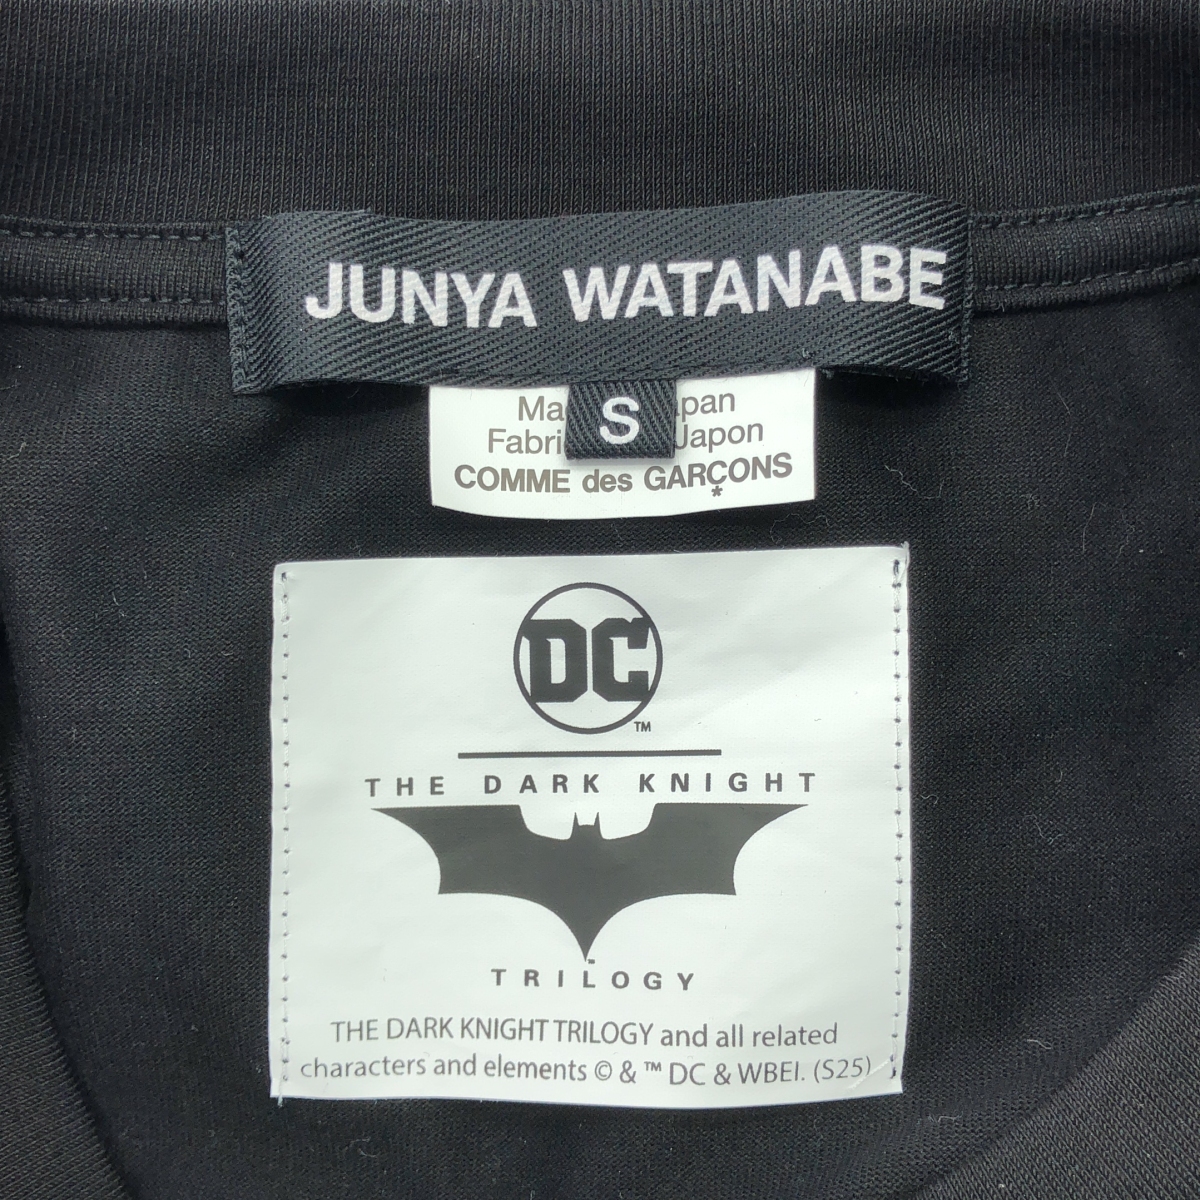 JUNYA WATANABE
S
Ma pan
Fabri Japon
COMME des GARÇONS
*
DC
TM
THE DARK KNIGHT
TRILOGY
THE DARK KNIGHT TRILOGY and all related
characters and elements © & ™ DC & WBEI. (S25)